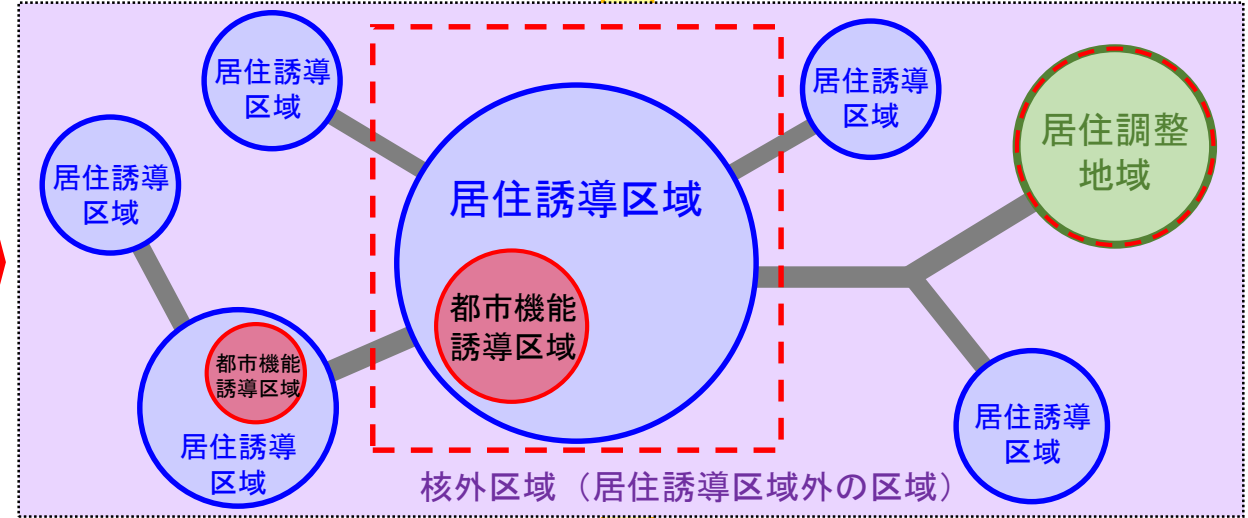 居住誘導
区域
居住誘導
区域
居住調整
地域
居住誘導
区域
居住誘導区域
都市機能
誘導区域
都市機能
誘導区域
居住誘導
区域
居住誘導
区域
核外区域（居住誘導区域外の区域）